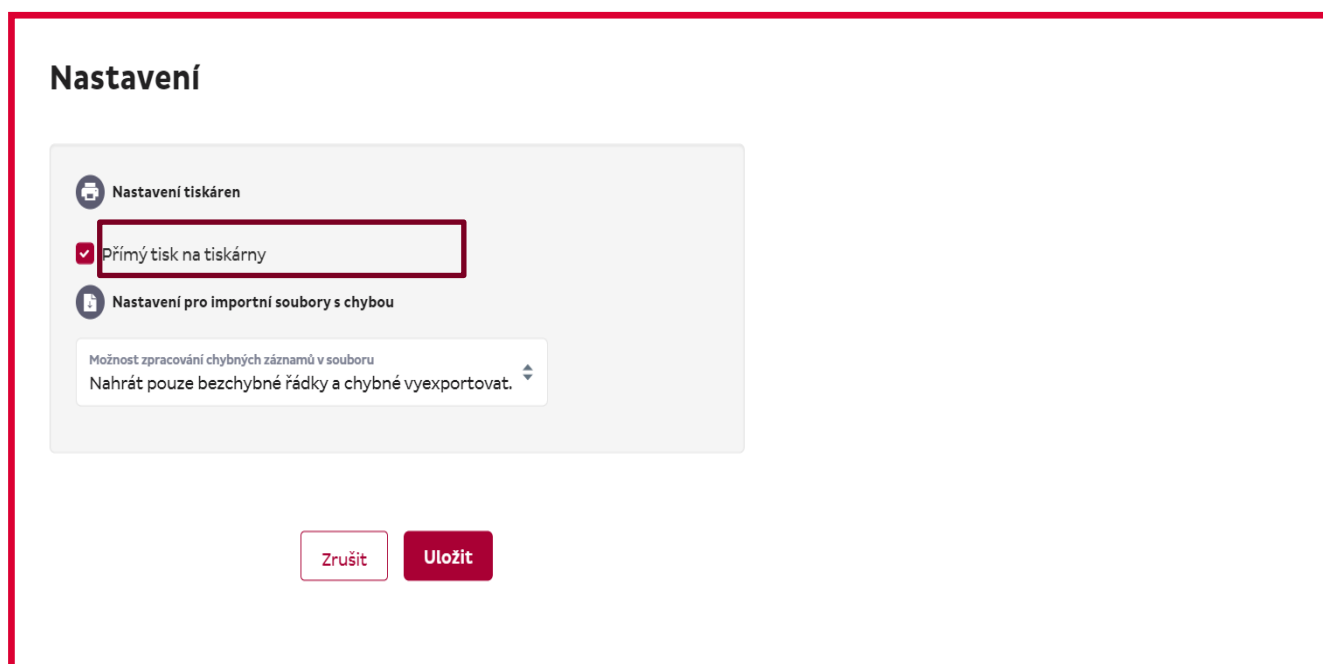 Nastavení
Nastavení tiskáren
Přímý tisk na tiskárny
Nastavení pro importní soubory s chybou
Možnost zpracování chybných záznamů v souboru
Nahrát pouze bezchybné řádky a chybné vyexportovat.
Zrušit
Uložit